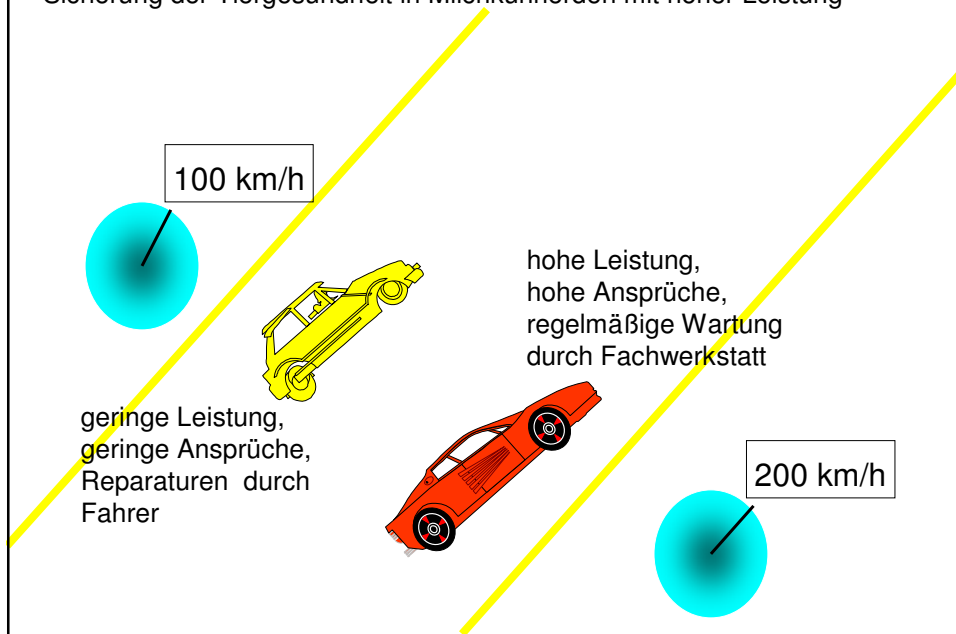 Sicherung der Tiergesundheit in Milchkuhherden mit hoher Leistung
100 km/h
hohe Leistung,
hohe Ansprüche,
regelmäßige Wartung
durch Fachwerkstatt
geringe Leistung,
geringe Ansprüche,
Reparaturen durch
Fahrer
200 km/h